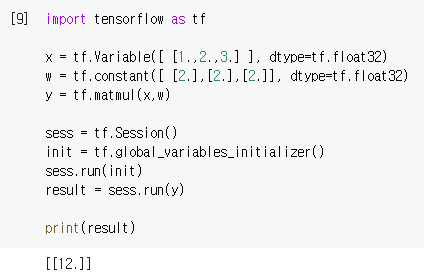 [9] import tensorflow as tf
x = tf.Variable([ [1.,2.,3.] ], dtype=tf.float32)
w = tf.constant([ [2.],[2.],[2.]], dtype=tf.float32)
y = tf.matmul(x,w)
sess = tf.Session()
init = tf.global_variables_initializer()
sess.run(init)
result = sess.run(y)
print(result)
[[12.]]